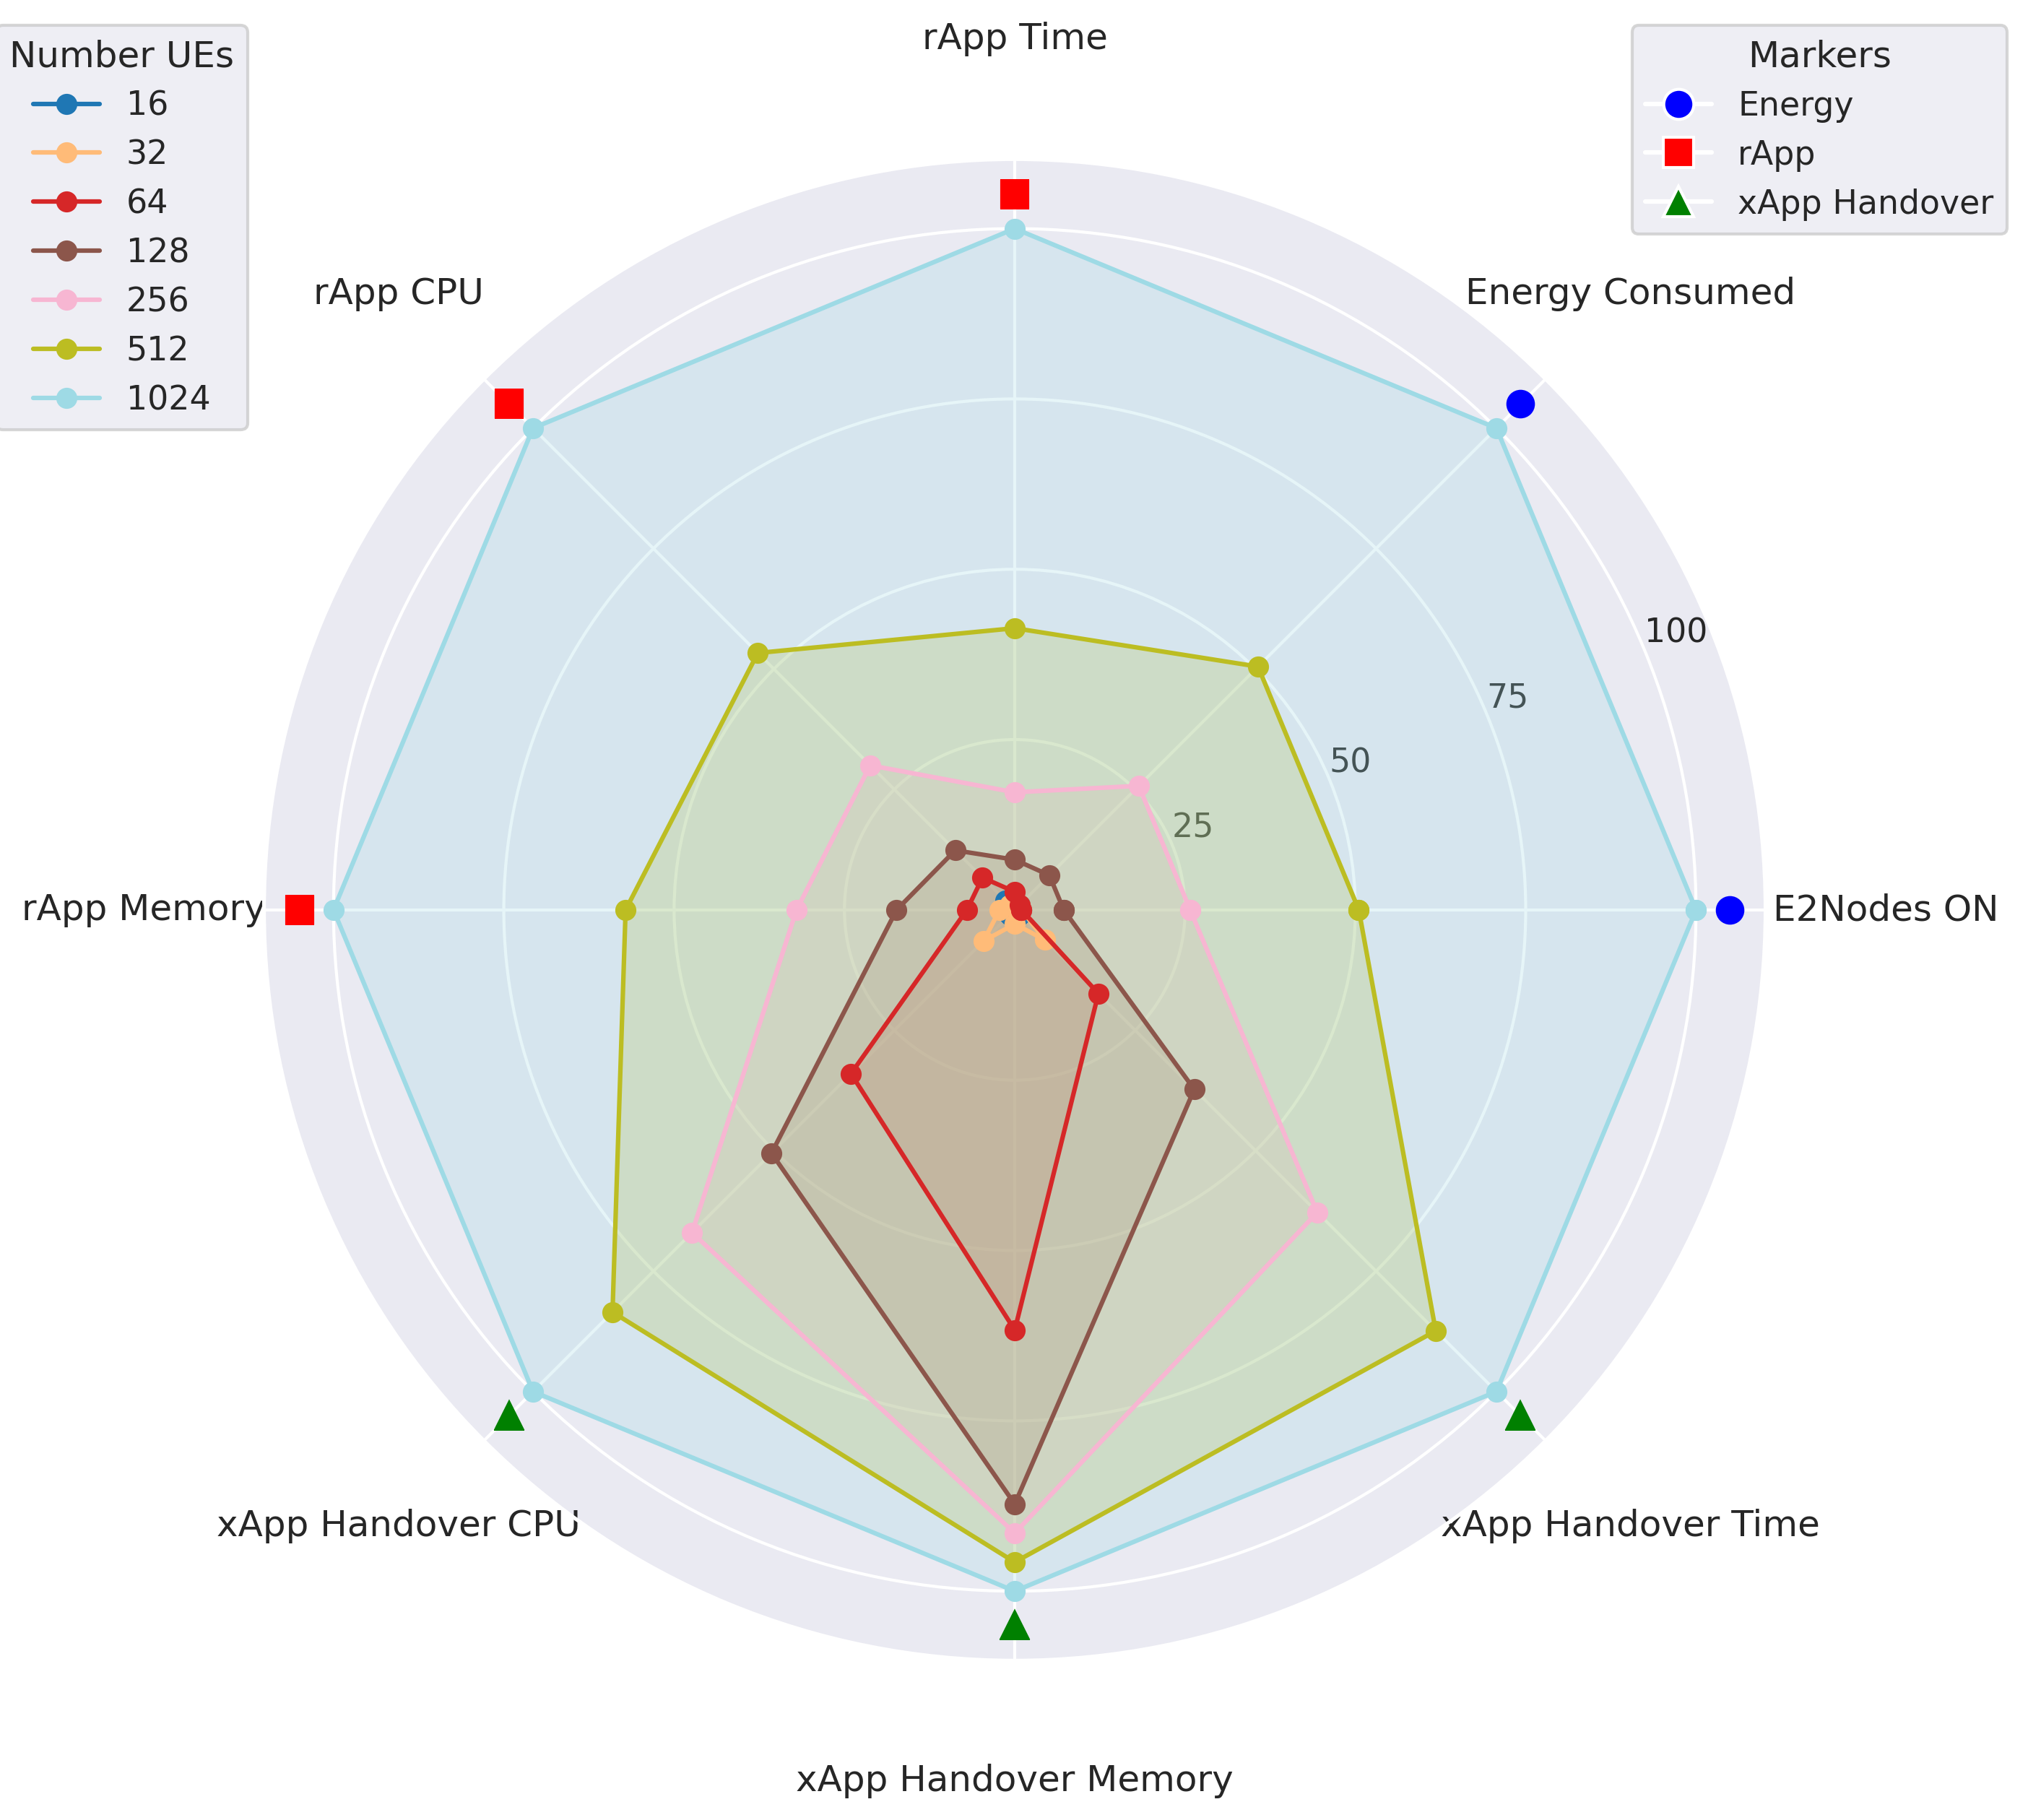 rApp Time
Number UEs
16
32
64
128
256
512
1024
Markers
Energy
rApp
xApp Handover
rApp CPU
Energy Consumed
100
75
50
25
rApp Memory
E2Nodes ON
xApp Handover CPU
xApp Handover Time
xApp Handover Memory